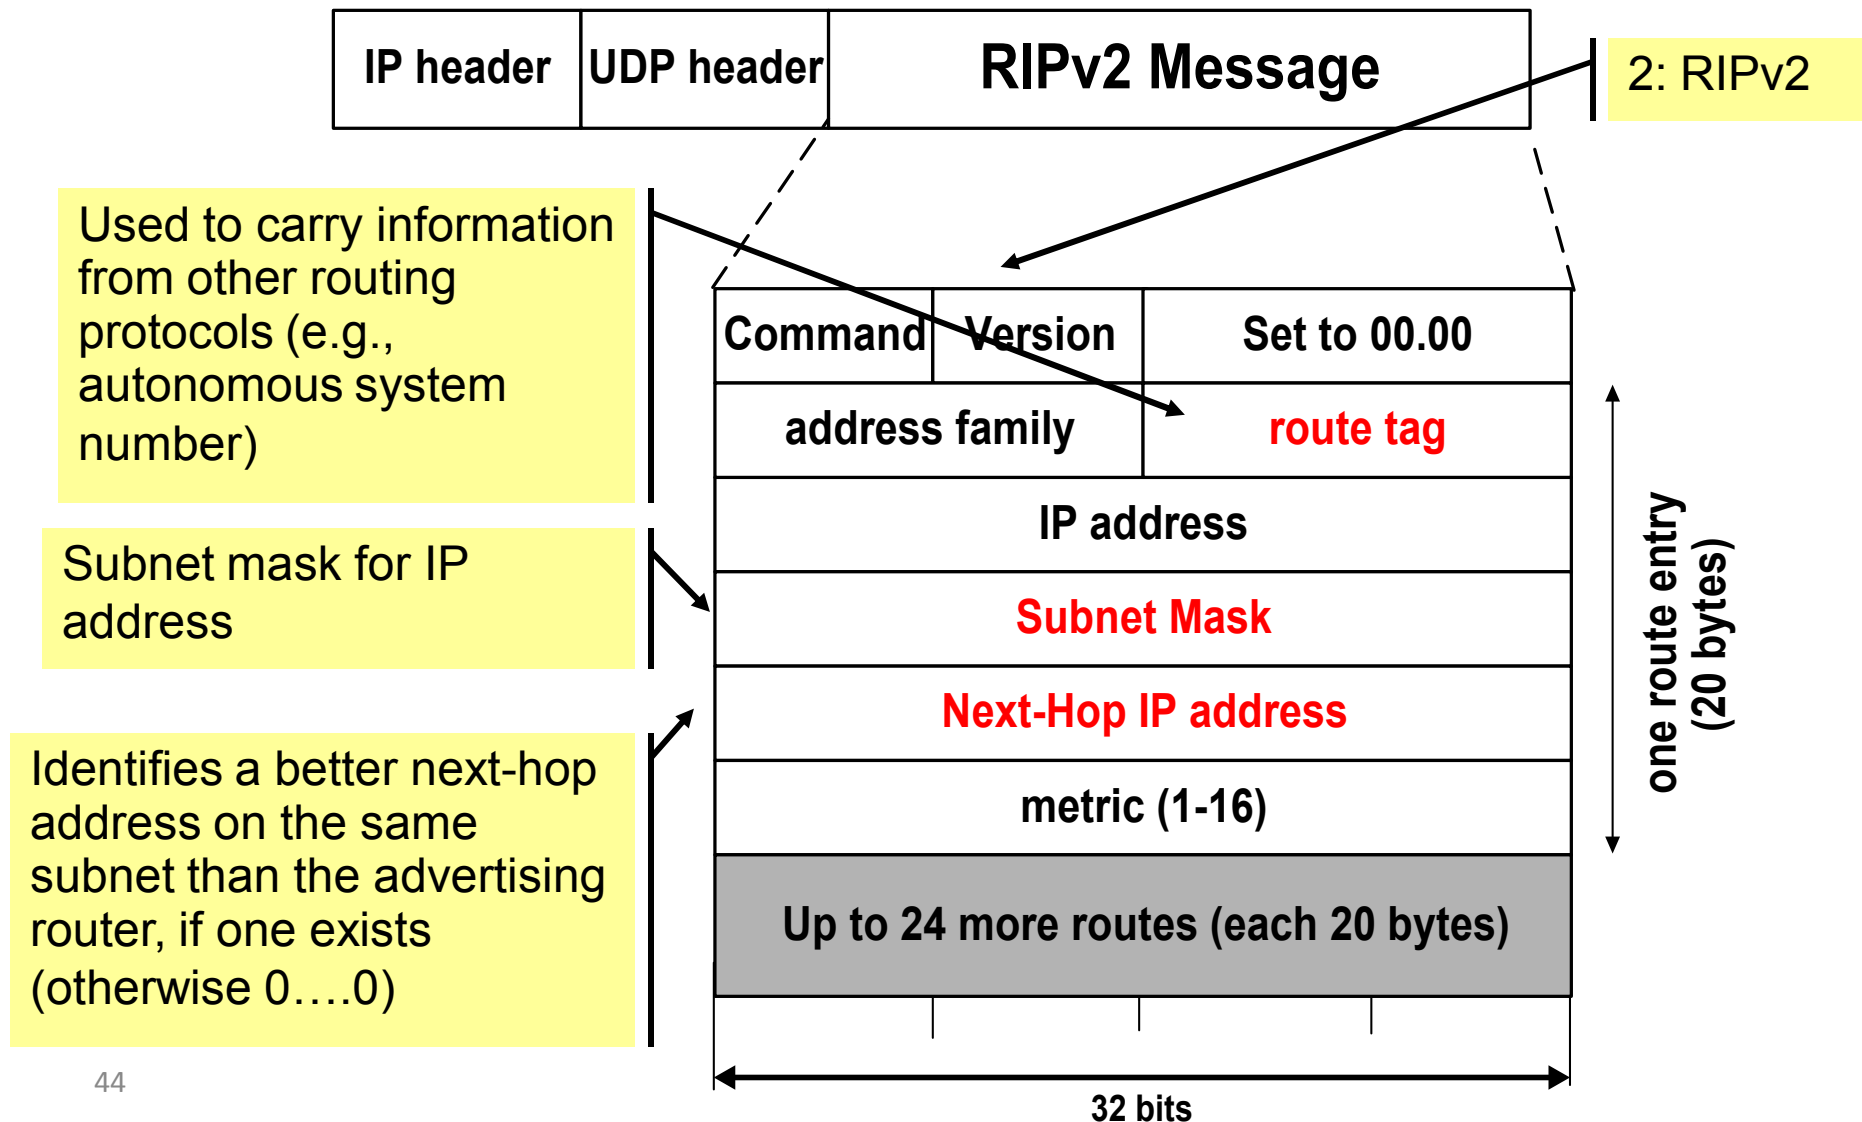 IP header
UDP header
RIPv2 Message
2: RIPv2
Used to carry information
from other routing
protocols (e.g.,
autonomous system
number)
Subnet mask for IP
address
Identifies a better next-hop
address on the same
subnet than the advertising
router, if one exists
(otherwise 0….0)
Command
Version
Set to 00.00
address family
route tag
IP address
Subnet Mask
Next-Hop IP address
metric (1-16)
Up to 24 more routes (each 20 bytes)
one route entry
(20 bytes)
32 bits
44